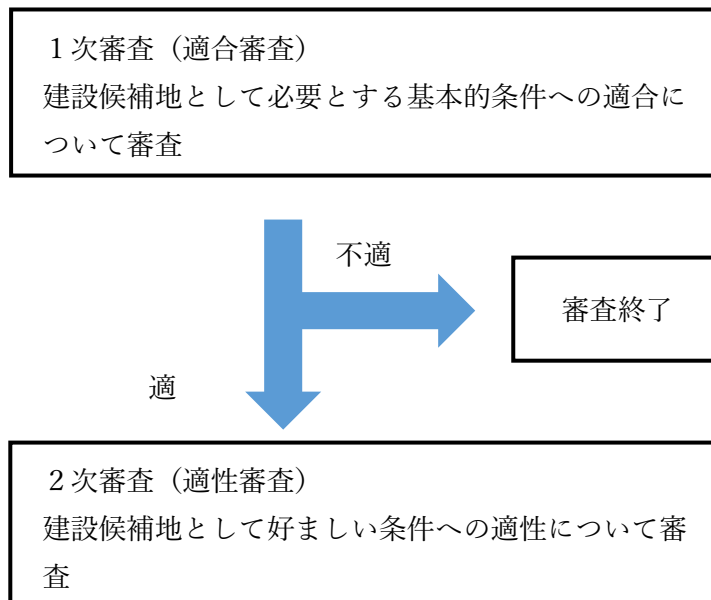 １次審査（適合審査）
建設候補地として必要とする基本的条件への適合に
ついて審査
不適
審査終了
適
２次審査（適性審査）
建設候補地として好ましい条件への適性について審
査